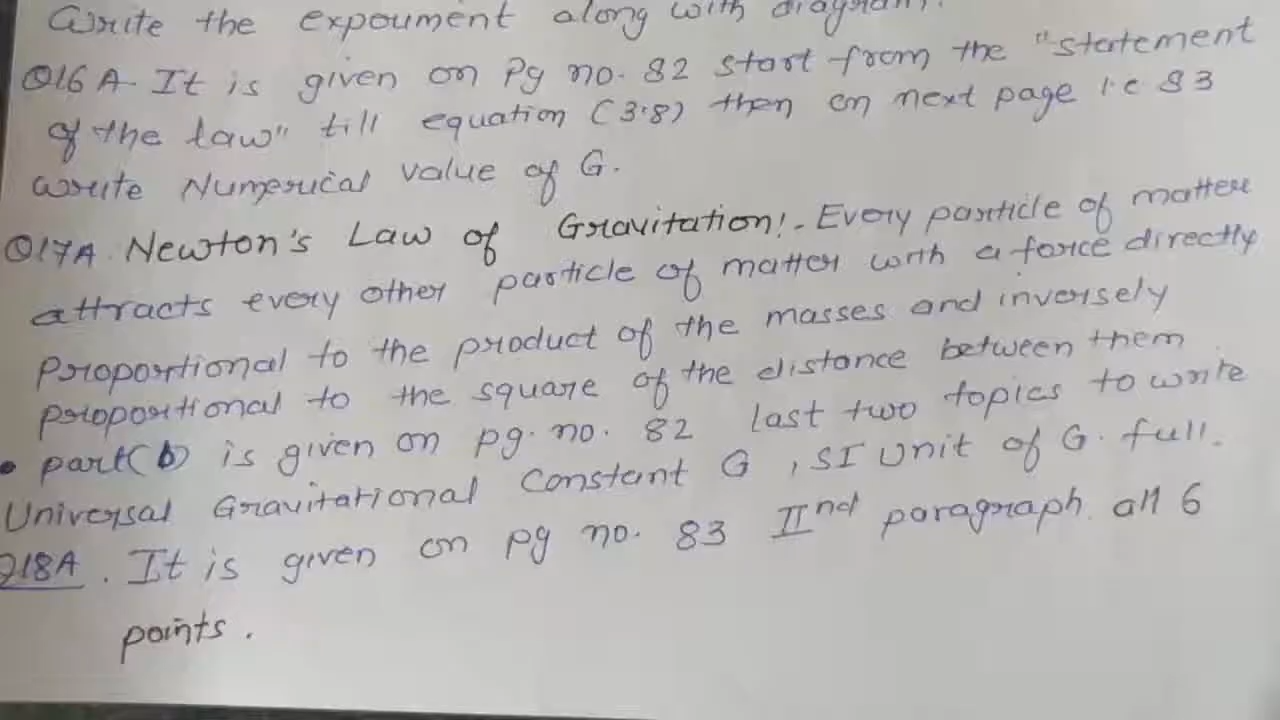 Write the expoument along with diagram.
Q16 A. It is given on Pg no. 82 start from the "statement
of the law" till equation (3.8) then on next page i.e 83
write Numerical value of G.
Q17A. Newton's Law of Gravitation:- Every particle of matter
attracts every other particle of matter with a force directly
proportional to the product of the masses and inversely
proportional to the square of the distance between them
• part(b) is given on pg. no. 82 last two topics to write
Universal Gravitational Constant G, SI unit of G. full.
Q18A. It is given on pg no. 83 IInd paragraph all 6
points.